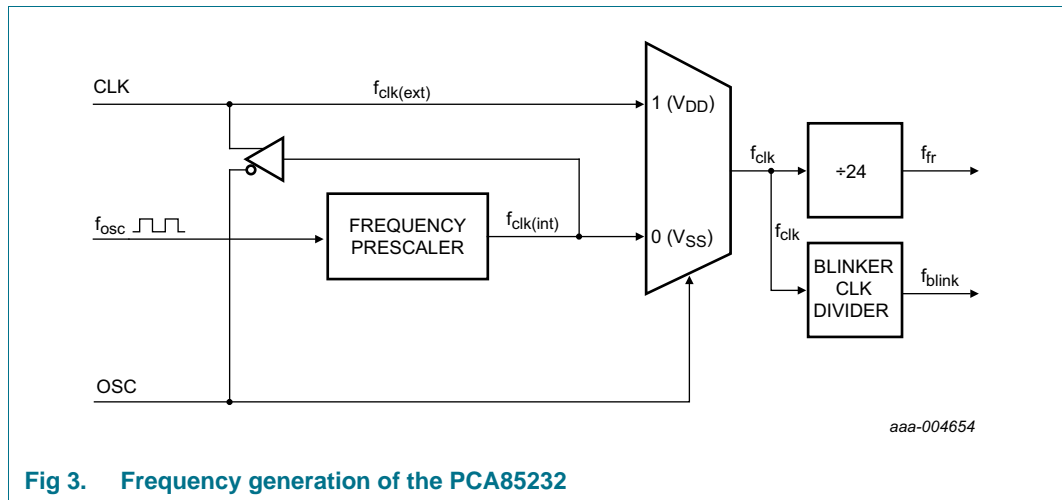 CLK
fclk(ext)
1 (VDD)
fclk
÷24
ffr
fosc
FREQUENCY
PRESCALER
fclk(int)
0 (VSS)
fclk
BLINKER
CLK
DIVIDER
fblink
OSC
aaa-004654
Fig 3. Frequency generation of the PCA85232